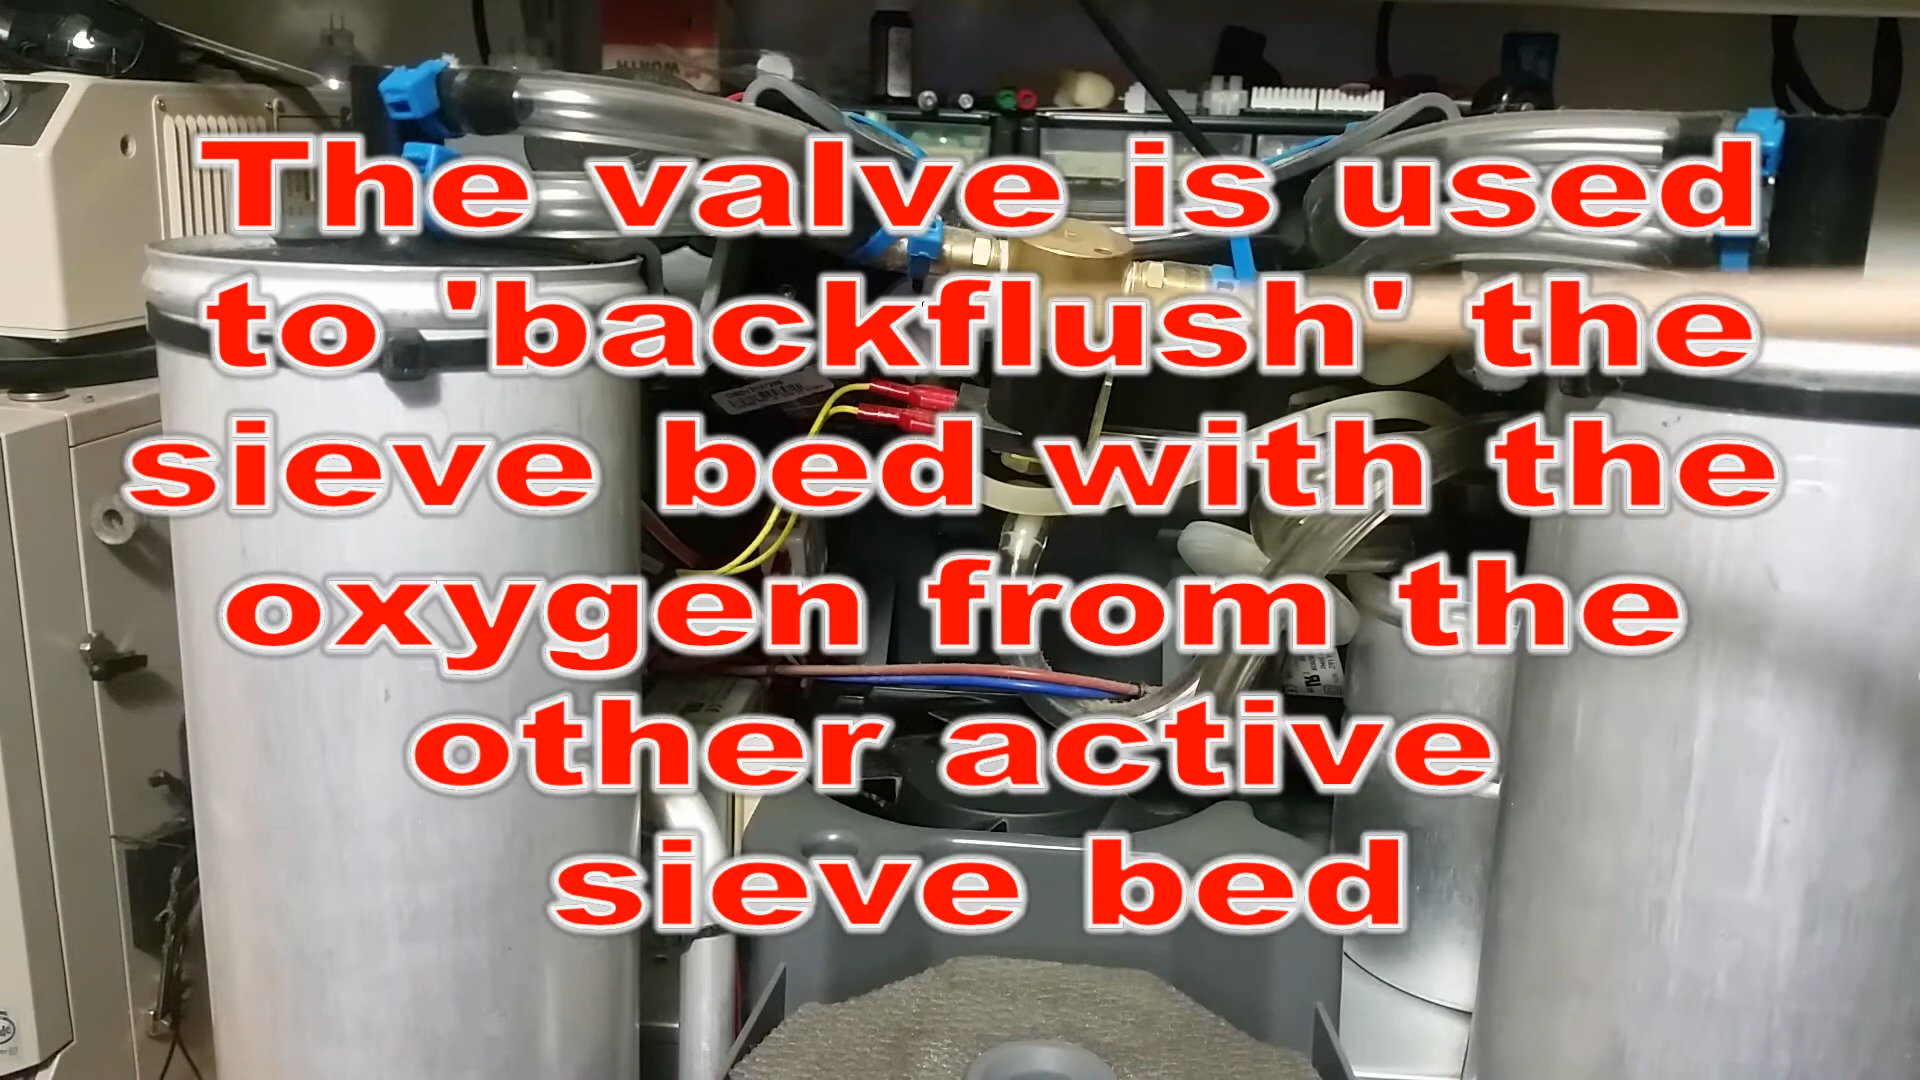 The valve is used
to 'backflush' the
sieve bed with the
oxygen from the
other active
sieve bed